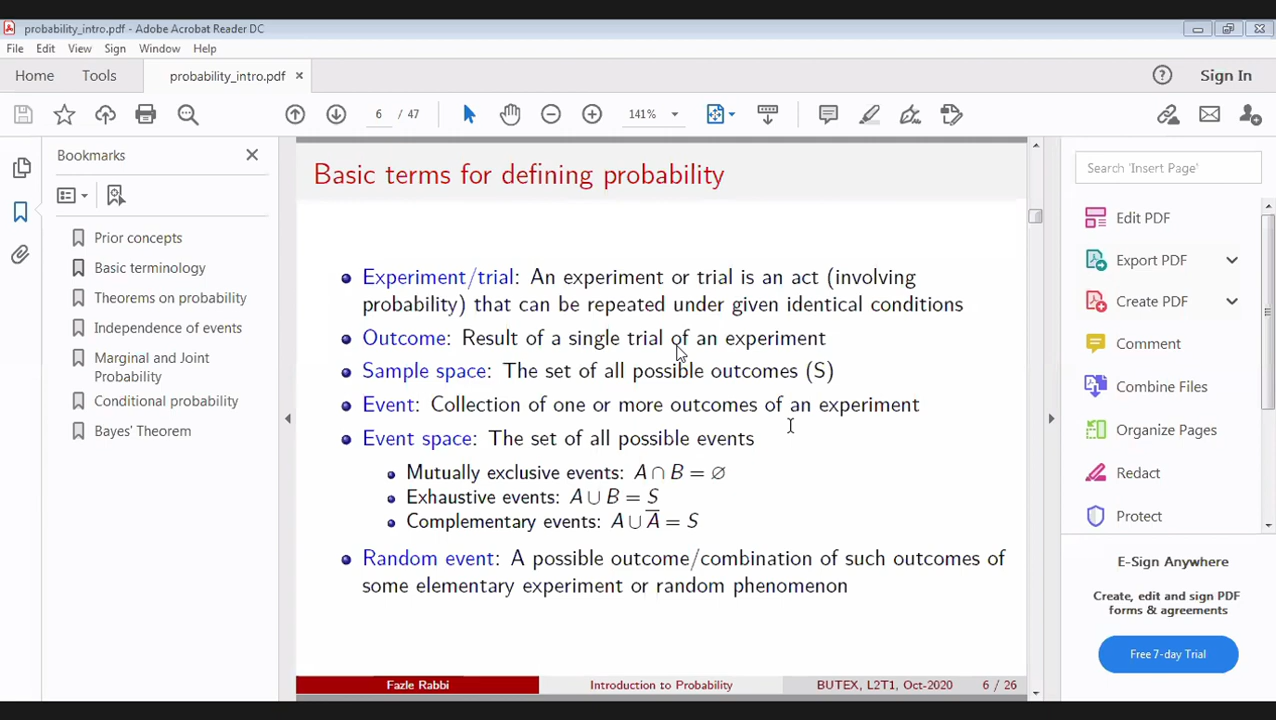 probability_intro.pdf - Adobe Acrobat Reader DC
File Edit View Sign Window Help
Home Tools probability_intro.pdf × Sign In
6 / 47 141%
Bookmarks
Prior concepts
Basic terminology
Theorems on probability
Independence of events
Marginal and Joint
Probability
Conditional probability
Bayes' Theorem
Basic terms for defining probability
Experiment/trial: An experiment or trial is an act (involving
probability) that can be repeated under given identical conditions
Outcome: Result of a single trial of an experiment
Sample space: The set of all possible outcomes (S)
Event: Collection of one or more outcomes of an experiment
Event space: The set of all possible events
Mutually exclusive events: A ∩ B = ∅
Exhaustive events: A ∪ B = S
Complementary events: A ∪ A̅ = S
Random event: A possible outcome/combination of such outcomes of
some elementary experiment or random phenomenon
Fazle Rabbi Introduction to Probability BUTEX, L2T1, Oct-2020 6 / 26
Search 'Insert Page'
Edit PDF
Export PDF
Create PDF
Comment
Combine Files
Organize Pages
Redact
Protect
E-Sign Anywhere
Create, edit and sign PDF
forms & agreements
Free 7-day Trial